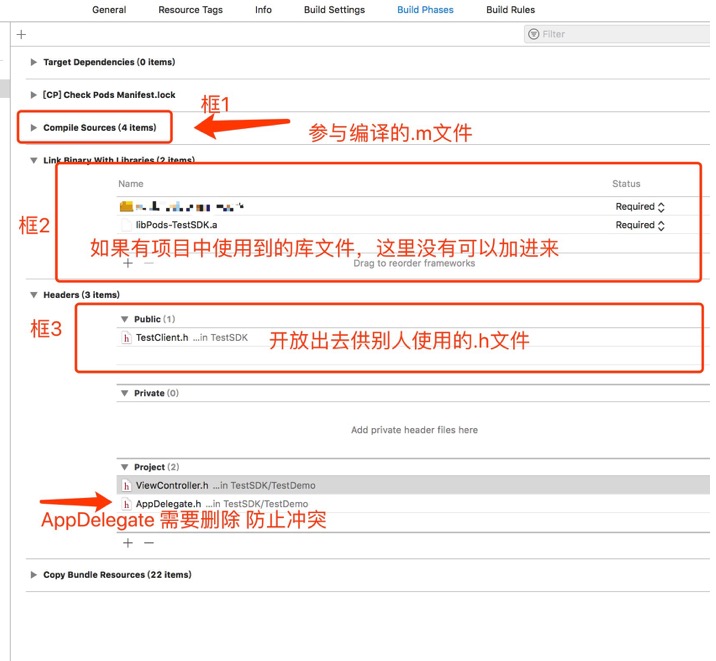 General Resource Tags Info Build Settings Build Phases Build Rules
+ Filter
Target Dependencies (0 items)
[CP] Check Pods Manifest.lock
框1
Compile Sources (4 items)
参与编译的.m文件
Link Binary With Libraries (2 items)
Name Status
Required
框2
libPods-TestSDK.a Required
如果有项目中使用到的库文件，这里没有可以加进来
+ − Drag to reorder frameworks
Headers (3 items)
框3
Public (1)
TestClient.h ...in TestSDK
开放出去供别人使用的.h文件
Private (0)
Add private header files here
Project (2)
ViewController.h ...in TestSDK/TestDemo
AppDelegate.h ...in TestSDK/TestDemo
AppDelegate 需要删除 防止冲突
+ −
Copy Bundle Resources (22 items)